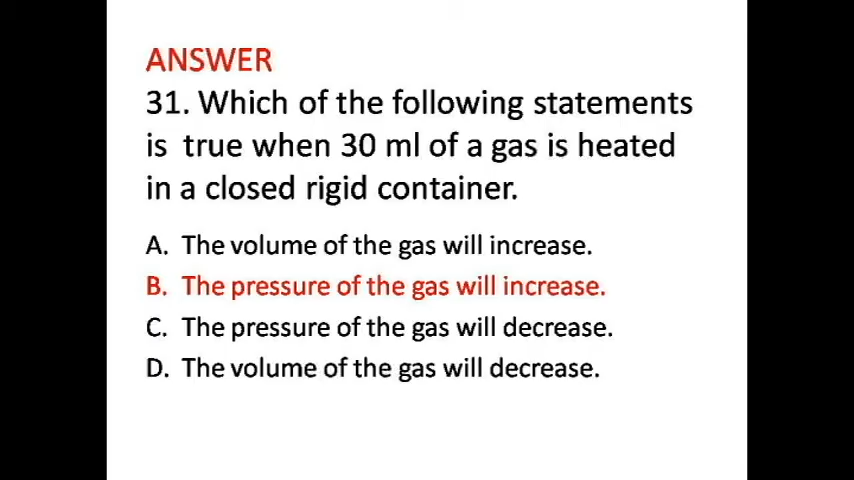 ANSWER
31. Which of the following statements
is true when 30 ml of a gas is heated
in a closed rigid container.
A. The volume of the gas will increase.
B. The pressure of the gas will increase.
C. The pressure of the gas will decrease.
D. The volume of the gas will decrease.